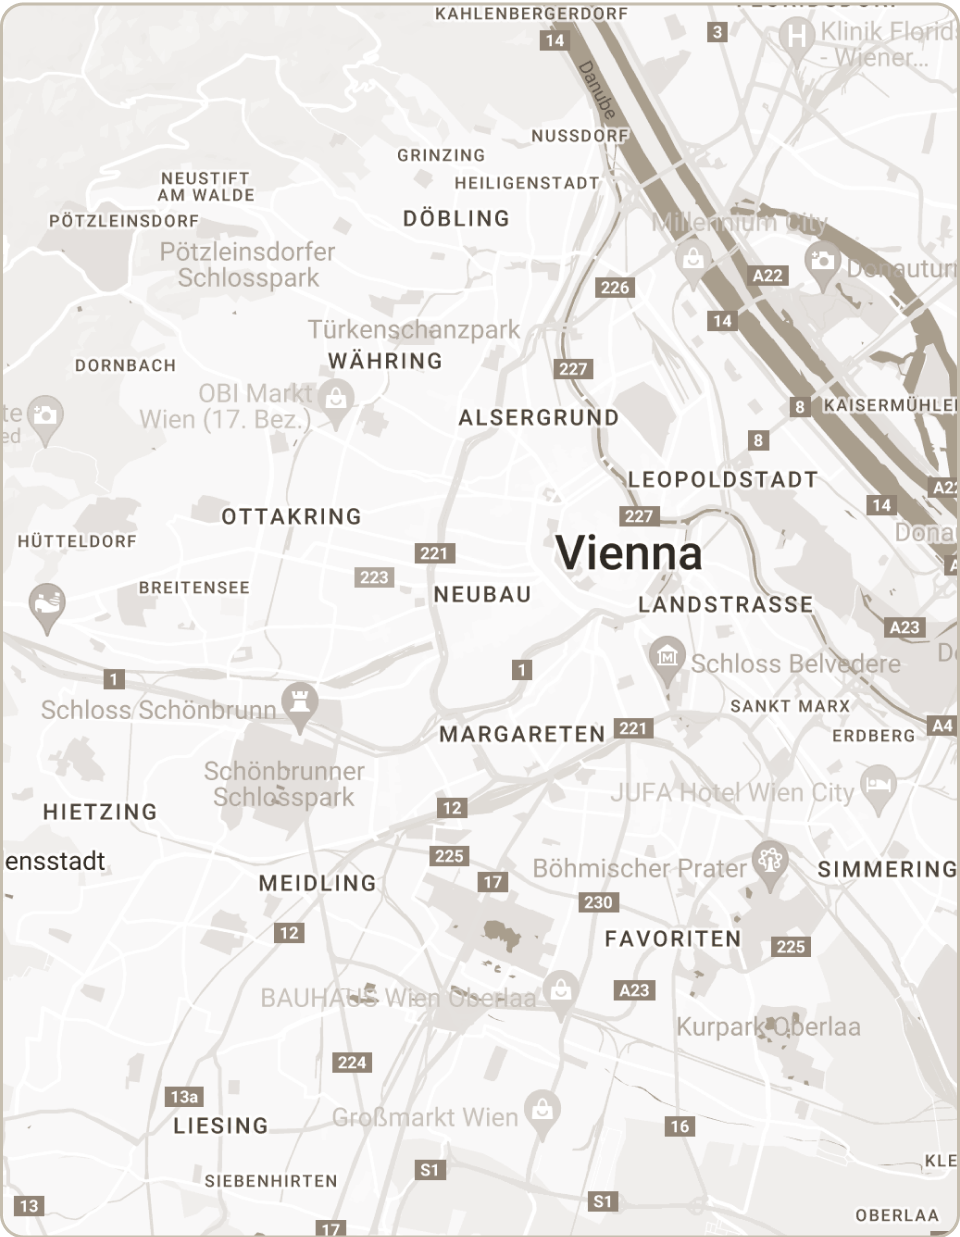 KAHLENBERGERDORF
14
3
Klinik Florids
- Wiener...
Danube
NUSSDORF
GRINZING
NEUSTIFT
AM WALDE
HEILIGENSTADT
PÖTZLEINSDORF
DÖBLING
Millennium City
Pötzleinsdorfer
Schlosspark
A22
Donauturm
226
14
Türkenschanzpark
WÄHRING
DORNBACH
227
OBI Markt
Wien (17. Bez.)
8
KAISERMÜHLEN
te
ed
ALSERGRUND
8
LEOPOLDSTADT
A22
14
OTTAKRING
227
Dona
HÜTTELDORF
221
Vienna
A
223
BREITENSEE
NEUBAU
LANDSTRASSE
A23
1
1
Schloss Belvedere
De
Schloss Schönbrunn
SANKT MARX
MARGARETEN
221
A4
ERDBERG
Schönbrunner
Schlosspark
JUFA Hotel Wien City
HIETZING
12
ensstadt
225
Böhmischer Prater
SIMMERING
MEIDLING
17
230
12
FAVORITEN
225
BAUHAUS Wien Oberlaa
A23
Kurpark Oberlaa
224
13a
Großmarkt Wien
LIESING
16
KLE
S1
SIEBENHIRTEN
13
S1
OBERLAA
17